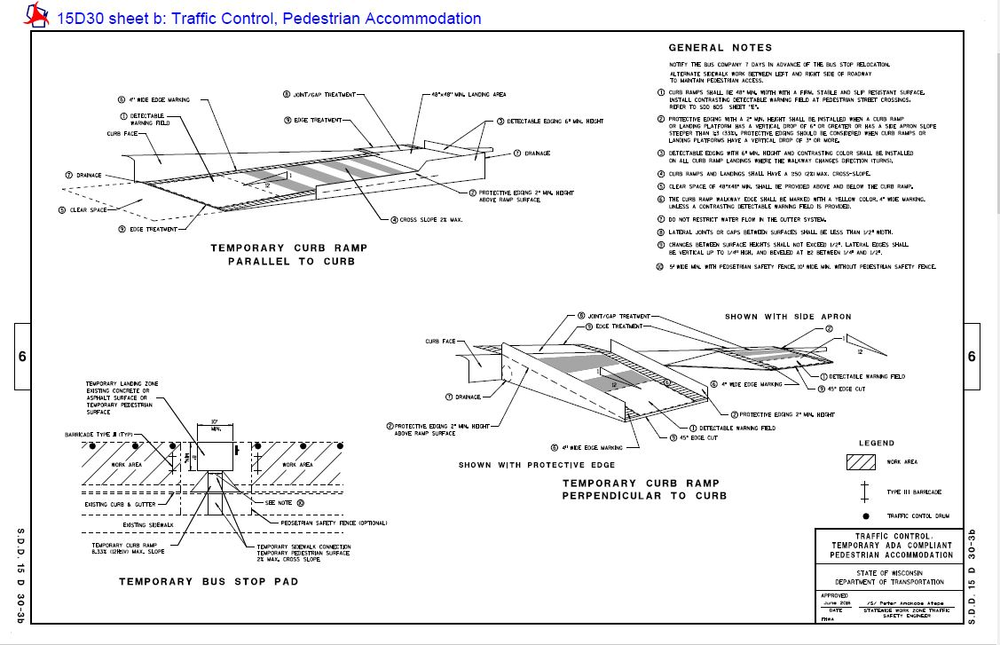 15D30 sheet b: Traffic Control, Pedestrian Accommodation
GENERAL NOTES
NOTIFY THE BUS COMPANY 7 DAYS IN ADVANCE OF THE BUS STOP RELOCATION.
ALTERNATE SIDEWALK WORK BETWEEN LEFT AND RIGHT SIDE OF ROADWAY
TO MAINTAIN PEDESTRIAN ACCESS.
① CURB RAMPS SHALL BE 48" MIN. WIDTH WITH A FIRM, STABLE AND SLIP RESISTANT SURFACE.
INSTALL CONTRASTING DETECTABLE WARNING FIELD AT PEDESTRIAN STREET CROSSINGS.
REFER TO SDD 8D5 SHEET "E".
② PROTECTIVE EDGING WITH A 2" MIN. HEIGHT SHALL BE INSTALLED WHEN A CURB RAMP
OR LANDING PLATFORM HAS A VERTICAL DROP OF 6" OR GREATER OR HAS A SIDE APRON SLOPE
STEEPER THAN 1:3 (33%). PROTECTIVE EDGING SHOULD BE CONSIDERED WHEN CURB RAMPS OR
LANDING PLATFORMS HAVE A VERTICAL DROP OF 3" OR MORE.
③ DETECTABLE EDGING WITH 6" MIN. HEIGHT AND CONTRASTING COLOR SHALL BE INSTALLED
ON ALL CURB RAMP LANDINGS WHERE THE WALKWAY CHANGES DIRECTION (TURNS).
④ CURB RAMPS AND LANDINGS SHALL HAVE A 1:50 (2%) MAX. CROSS-SLOPE.
⑤ CLEAR SPACE OF 48"X48" MIN. SHALL BE PROVIDED ABOVE AND BELOW THE CURB RAMP.
⑥ THE CURB RAMP WALKWAY EDGE SHALL BE MARKED WITH A YELLOW COLOR, 4" WIDE MARKING,
UNLESS A CONTRASTING DETECTABLE WARNING FIELD IS PROVIDED.
⑦ DO NOT RESTRICT WATER FLOW IN THE GUTTER SYSTEM.
⑧ LATERAL JOINTS OR GAPS BETWEEN SURFACES SHALL BE LESS THAN 1/2" WIDTH.
⑨ CHANGES BETWEEN SURFACE HEIGHTS SHALL NOT EXCEED 1/2". LATERAL EDGES SHALL
BE VERTICAL UP TO 1/4" HIGH, AND BEVELED AT 1:2 BETWEEN 1/4" AND 1/2".
⑩ 5' WIDE MIN. WITH PEDSETRIAN SAFETY FENCE, 10' WIDE MIN. WITHOUT PEDESTRIAN SAFETY FENCE.
⑥ 4" WIDE EDGE MARKING
① DETECTABLE
WARNING FIELD
CURB FACE
⑧ JOINT/GAP TREATMENT
48"x48" MIN. LANDING AREA
⑨ EDGE TREATMENT
③ DETECTABLE EDGING 6" MIN. HEIGHT
⑦ DRAINAGE
⑦ DRAINAGE
1
12
② PROTECTIVE EDGING 2" MIN. HEIGHT
ABOVE RAMP SURFACE
⑤ CLEAR SPACE
④ CROSS SLOPE 2% MAX.
⑨ EDGE TREATMENT
TEMPORARY CURB RAMP
PARALLEL TO CURB
⑧ JOINT/GAP TREATMENT
SHOWN WITH SIDE APRON
⑨ EDGE TREATMENT
②
CURB FACE
1
12
1
12
⑥
① DETECTABLE WARNING FIELD
⑥ 4" WIDE EDGE MARKING
⑨ 45° EDGE CUT
⑦ DRAINAGE
② PROTECTIVE EDGING 2" MIN. HEIGHT
② PROTECTIVE EDGING 2" MIN. HEIGHT
ABOVE RAMP SURFACE
① DETECTABLE WARNING FIELD
⑨ 45° EDGE CUT
⑥ 4" WIDE EDGE MARKING
SHOWN WITH PROTECTIVE EDGE
TEMPORARY CURB RAMP
PERPENDICULAR TO CURB
TEMPORARY LANDING ZONE
EXISTING CONCRETE OR
ASPHALT SURFACE OR
TEMPORARY PEDESTRIAN
SURFACE
10'
MIN.
BARRICADE TYPE III (TYP)
WORK AREA
8'
MIN.
WORK AREA
EXISTING CURB & GUTTER
SEE NOTE ⑩
EXISTING SIDEWALK
PEDSETRIAN SAFETY FENCE (OPTIONAL)
TEMPORARY CURB RAMP
8.33% (12H:1V) MAX. SLOPE
TEMPORARY SIDEWALK CONNECTION
TEMPORARY PEDESTRIAN SURFACE
2% MAX. CROSS SLOPE
TEMPORARY BUS STOP PAD
LEGEND
WORK AREA
TYPE III BARRICADE
TRAFFIC CONTOL DRUM
TRAFFIC CONTROL,
TEMPORARY ADA COMPLIANT
PEDESTRIAN ACCOMMODATION
STATE OF WISCONSIN
DEPARTMENT OF TRANSPORTATION
APPROVED
June 2016 /S/ Peter Amakobe Atepe
DATE STATEWIDE WORK ZONE TRAFFIC
SAFETY ENGINEER
FHWA
6
6
S.D.D. 15 D 30-3b
S.D.D. 15 D 30-3b